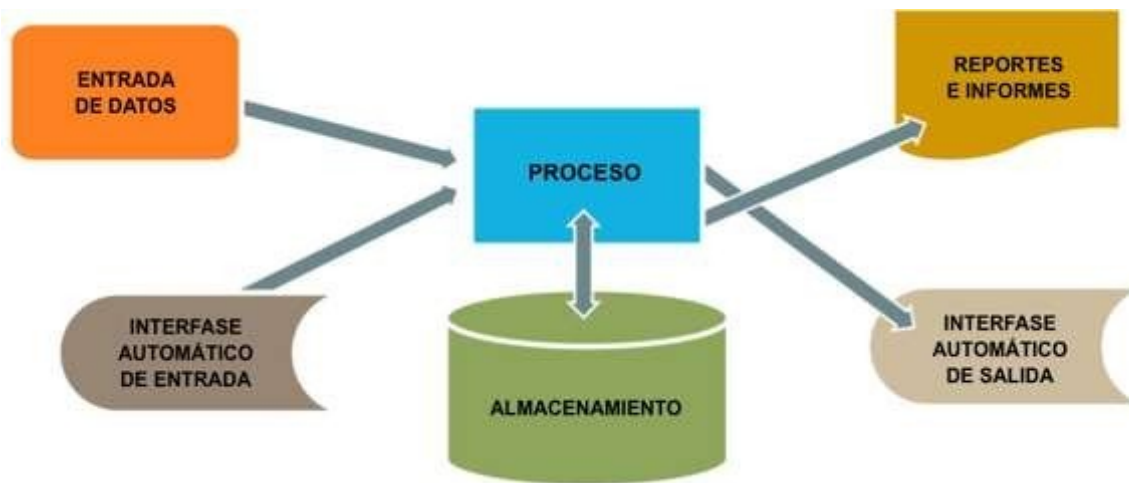 ENTRADA
DE DATOS
REPORTES
E INFORMES
PROCESO
INTERFASE
AUTOMÁTICO
DE ENTRADA
ALMACENAMIENTO
INTERFASE
AUTOMÁTICO
DE SALIDA